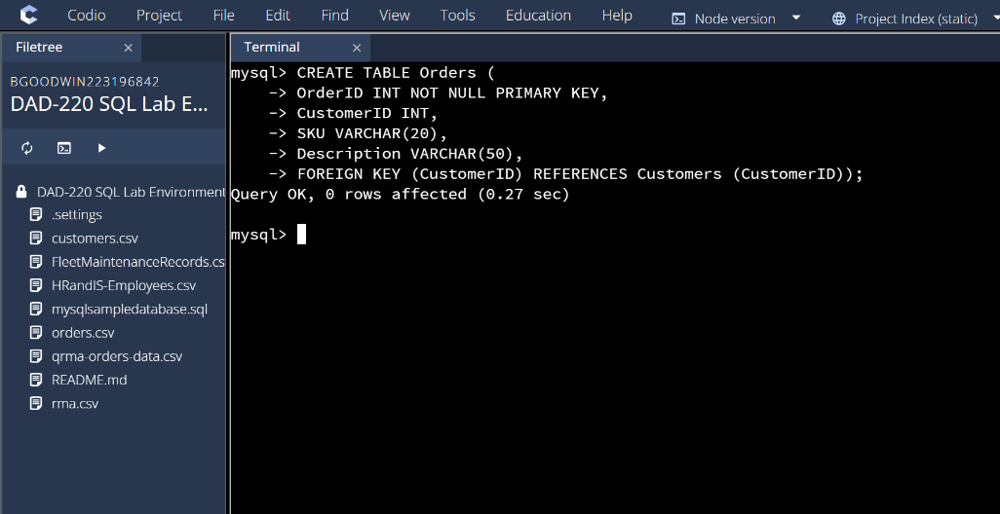 Codio Project File Edit Find View Tools Education Help Node version Project Index (static)
Filetree × Terminal ×
BGOODWIN223196842
DAD-220 SQL Lab E...
DAD-220 SQL Lab Environment
.settings
customers.csv
FleetMaintenanceRecords.cs
HRandIS-Employees.csv
mysqlsampledatabase.sql
orders.csv
qrma-orders-data.csv
README.md
rma.csv
mysql> CREATE TABLE Orders (
-> OrderID INT NOT NULL PRIMARY KEY,
-> CustomerID INT,
-> SKU VARCHAR(20),
-> Description VARCHAR(50),
-> FOREIGN KEY (CustomerID) REFERENCES Customers (CustomerID));
Query OK, 0 rows affected (0.27 sec)
mysql>